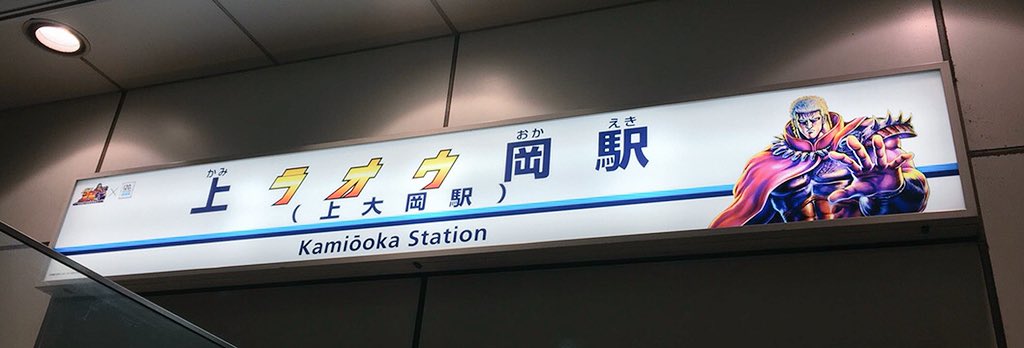 かみ おか えき
上ラオウ岡駅
(上大岡駅)
Kamiōoka Station